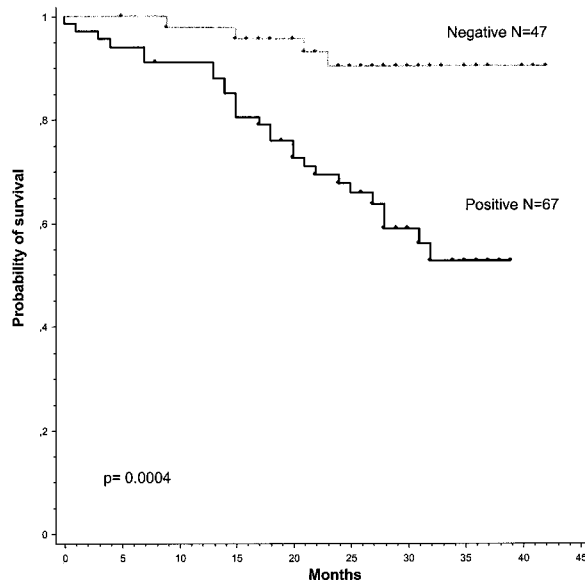 1
Negative N=47
,8
Probability of survival
Positive N=67
,6
,4
,2
p= 0.0004
0
0 5 10 15 20 25 30 35 40 45
Months